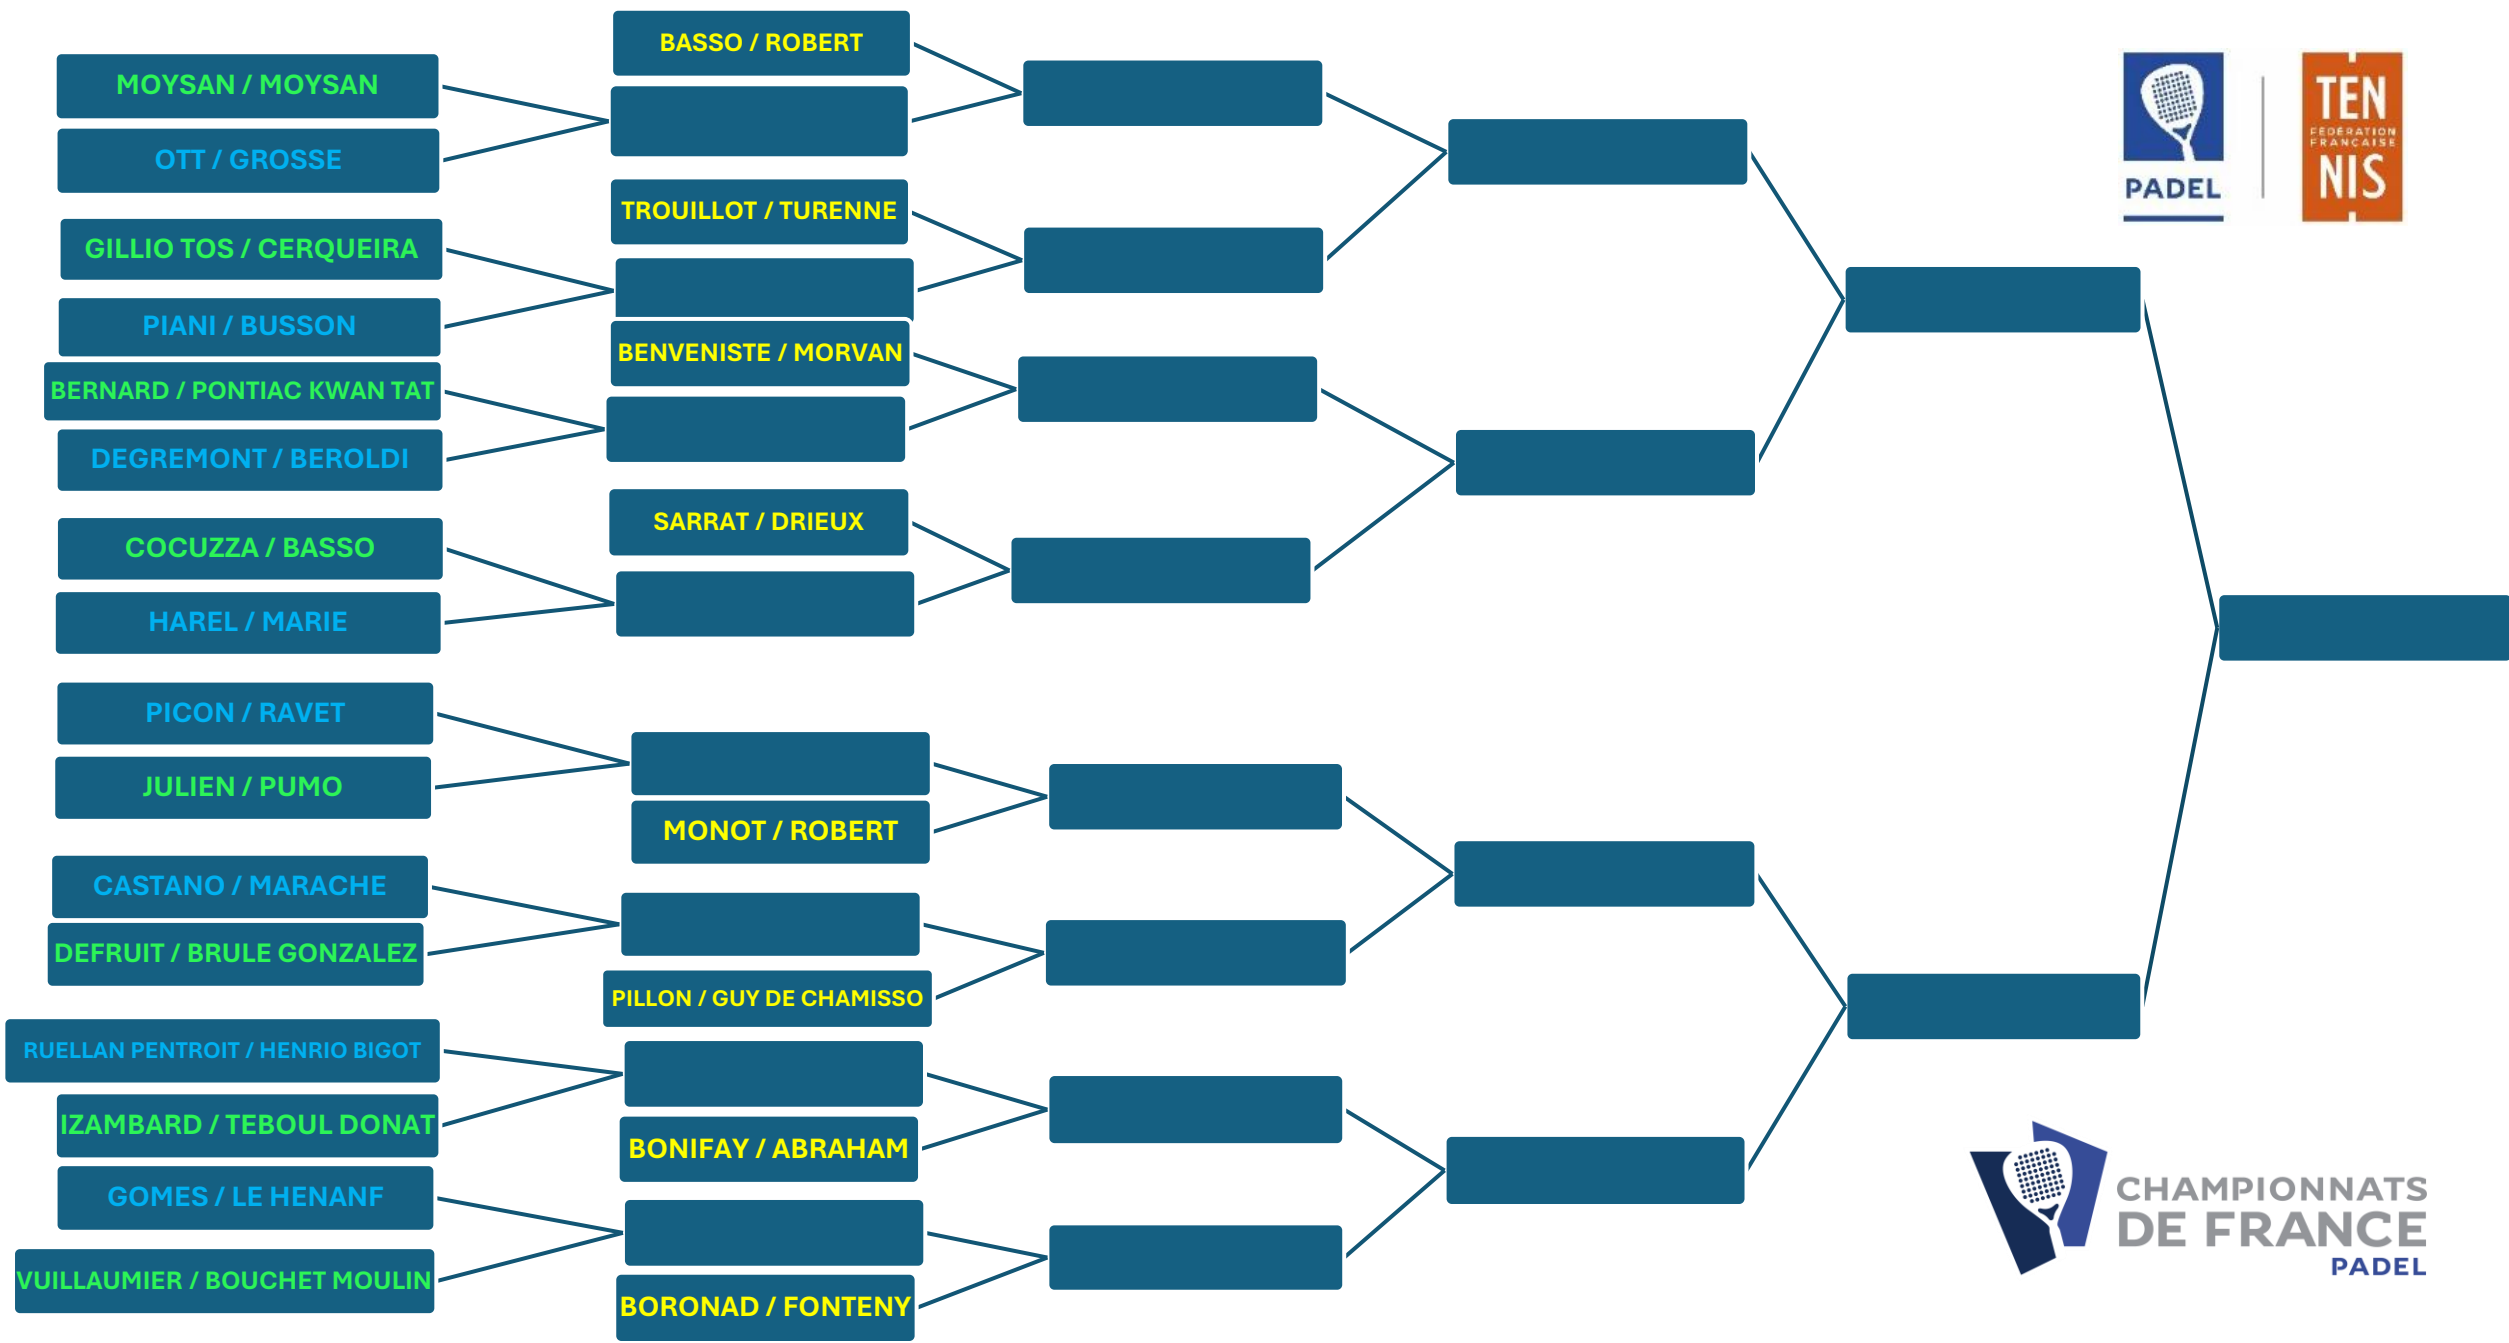 BASSO / ROBERT
MOYSAN / MOYSAN
OTT / GROSSE
TROUILLOT / TURENNE
GILLIO TOS / CERQUEIRA
PIANI / BUSSON
BENVENISTE / MORVAN
BERNARD / PONTIAC KWAN TAT
DEGREMONT / BEROLDI
SARRAT / DRIEUX
COCUZZA / BASSO
HAREL / MARIE
PICON / RAVET
JULIEN / PUMO
MONOT / ROBERT
CASTANO / MARACHE
DEFRUIT / BRULE GONZALEZ
PILLON / GUY DE CHAMISSO
RUELLAN PENTROIT / HENRIO BIGOT
IZAMBARD / TEBOUL DONAT
BONIFAY / ABRAHAM
GOMES / LE HENANF
VUILLAUMIER / BOUCHET MOULIN
BORONAD / FONTENY
PADEL
TEN
FÉDÉRATION
FRANÇAISE
NIS
CHAMPIONNATS
DE FRANCE
PADEL